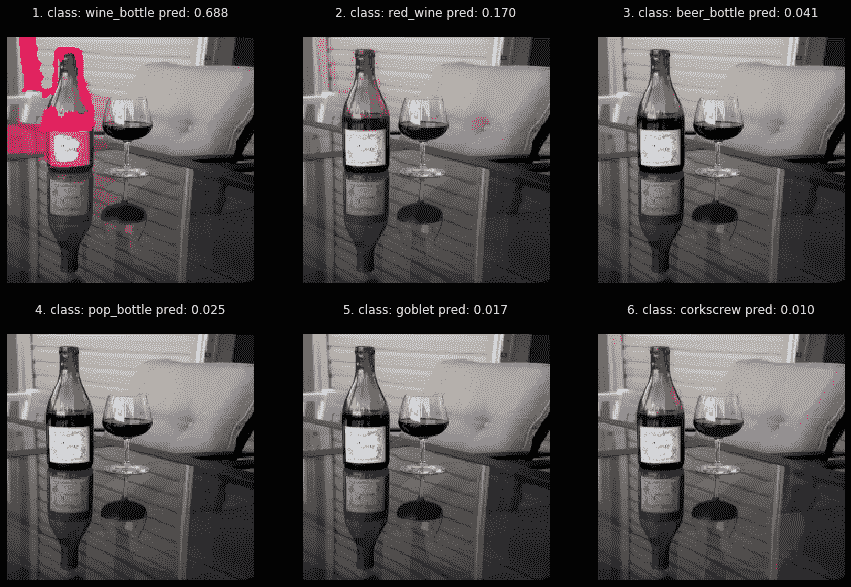 1. class: wine_bottle pred: 0.688
2. class: red_wine pred: 0.170
3. class: beer_bottle pred: 0.041
4. class: pop_bottle pred: 0.025
5. class: goblet pred: 0.017
6. class: corkscrew pred: 0.010